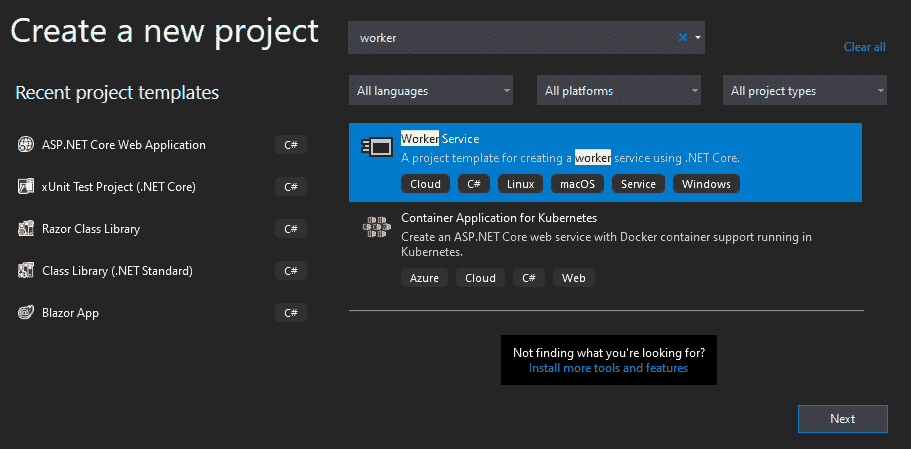 Create a new project
worker
Clear all
Recent project templates
All languages
All platforms
All project types
ASP.NET Core Web Application C#
xUnit Test Project (.NET Core) C#
Razor Class Library C#
Class Library (.NET Standard) C#
Blazor App C#
Worker Service
A project template for creating a worker service using .NET Core.
Cloud C# Linux macOS Service Windows
Container Application for Kubernetes
Create an ASP.NET Core web service with Docker container support running in
Kubernetes.
Azure Cloud C# Web
Not finding what you're looking for?
Install more tools and features
Next